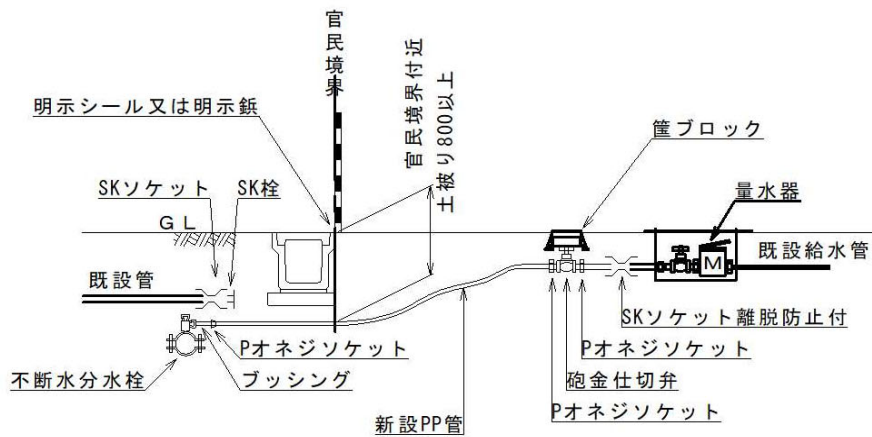 官民境界
明示シール又は明示鋲
官民境界付近
土被り800以上
筐ブロック
SKソケット
SK栓
量水器
GL
既設給水管
M
既設管
SKソケット離脱防止付
Pオネジソケット
Pオネジソケット
不断水分水栓
ブッシング
砲金仕切弁
Pオネジソケット
新設PP管